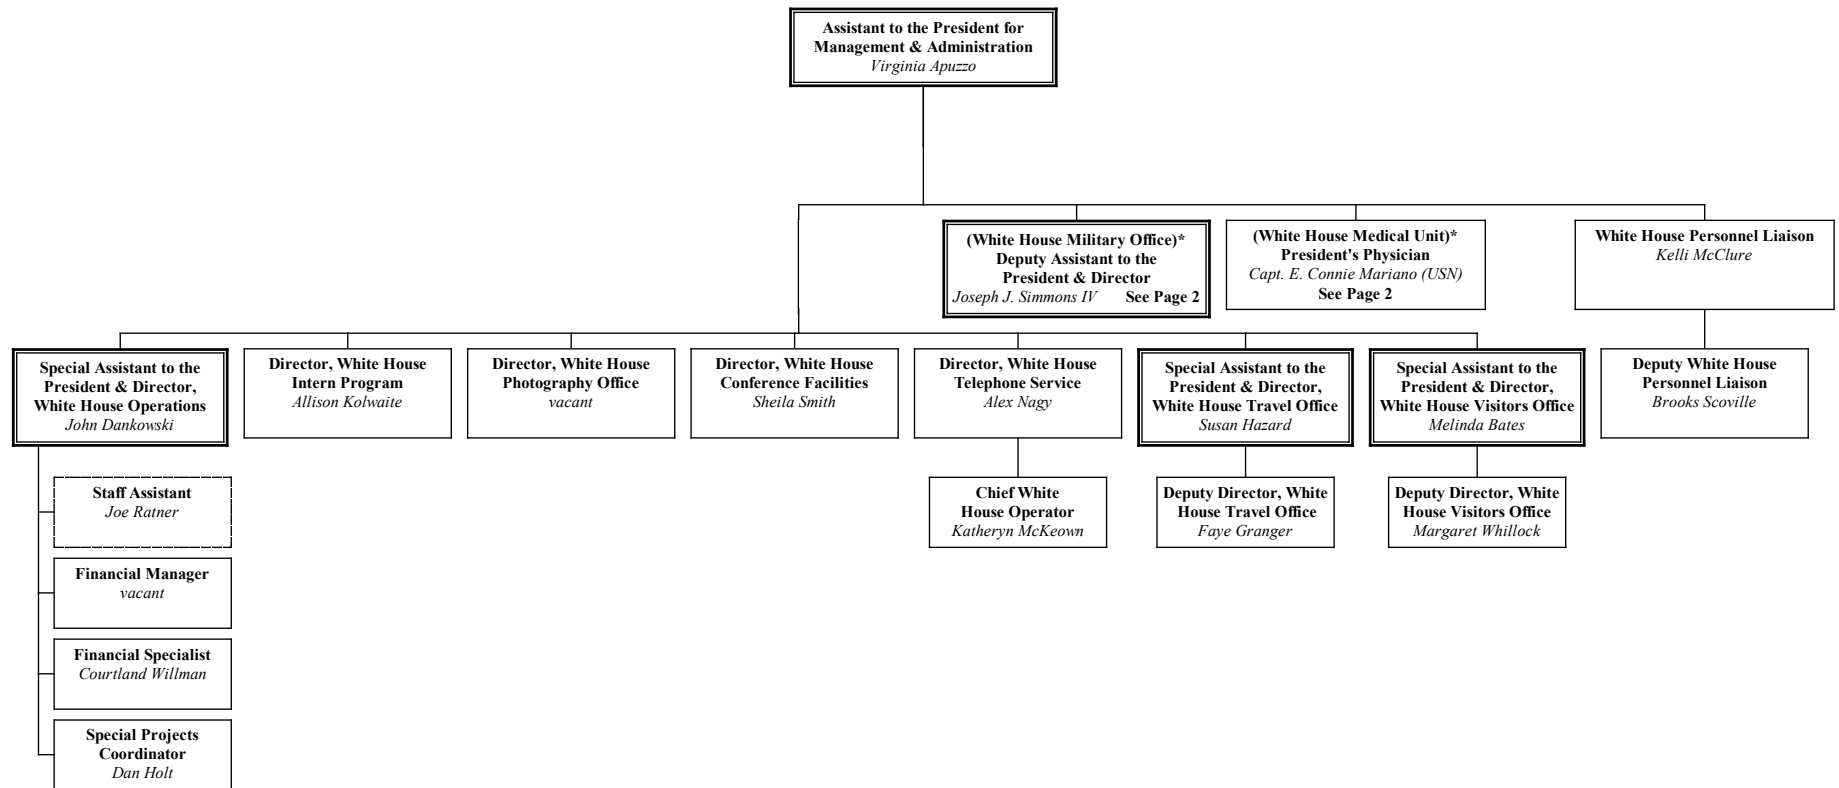 Assistant to the President for
Management & Administration
Virginia Apuzzo
(White House Military Office)*
Deputy Assistant to the
President & Director
Joseph J. Simmons IV See Page 2
(White House Medical Unit)*
President's Physician
Capt. E. Connie Mariano (USN)
See Page 2
White House Personnel Liaison
Kelli McClure
Special Assistant to the
President & Director,
White House Operations
John Dankowski
Director, White House
Intern Program
Allison Kolwaite
Director, White House
Photography Office
vacant
Director, White House
Conference Facilities
Sheila Smith
Director, White House
Telephone Service
Alex Nagy
Special Assistant to the
President & Director,
White House Travel Office
Susan Hazard
Special Assistant to the
President & Director,
White House Visitors Office
Melinda Bates
Deputy White House
Personnel Liaison
Brooks Scoville
Staff Assistant
Joe Ratner
Chief White
House Operator
Katheryn McKeown
Deputy Director, White
House Travel Office
Faye Granger
Deputy Director, White
House Visitors Office
Margaret Whillock
Financial Manager
vacant
Financial Specialist
Courtland Willman
Special Projects
Coordinator
Dan Holt